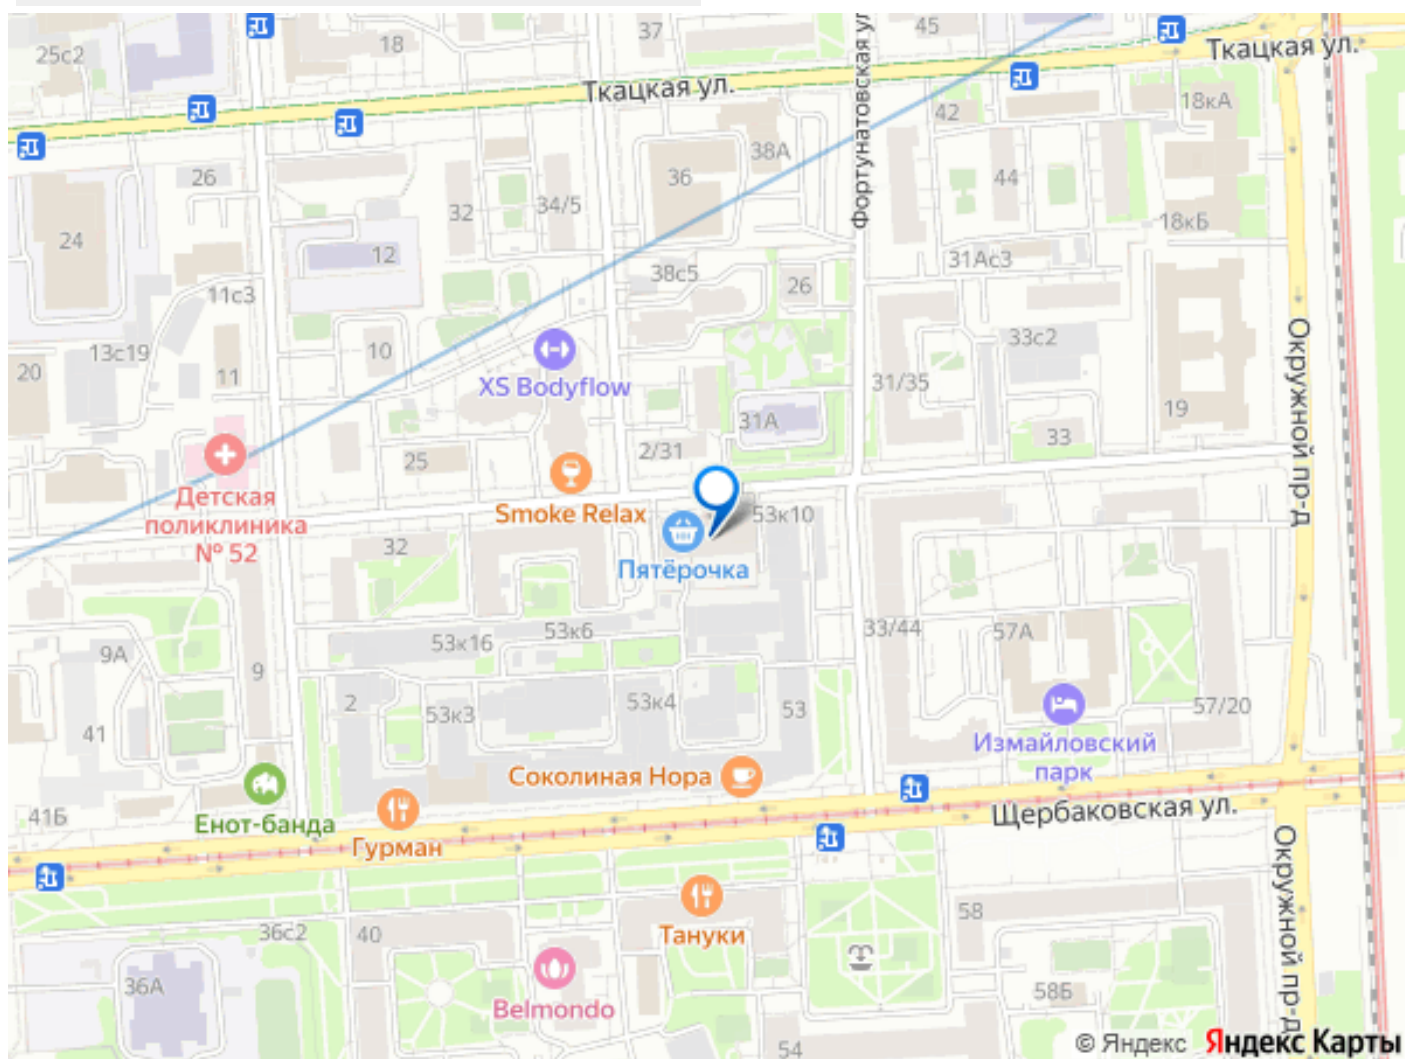 37
45
Ткацкая ул.
25с2
18
Ткацкая ул.
Фортунатовская ул
42
18кА
38А
26
36
44
32
34/5
18кБ
24
12
31Ас3
38с5
26
11с3
33с2
13с19
10
20
11
XS Bodyflow
31/35
19
Окружной пр-д
31А
33
2/31
25
Детская
поликлиника
№ 52
Smoke Relax
53к10
32
Пятёрочка
53к6
33/44
57А
53к16
9А
9
2
53к3
53к4
53
57/20
41
Измайловский
парк
Соколиная Нора
41Б
Енот-банда
Гурман
Щербаковская ул.
Окружной пр-д
58
36с2
40
Тануки
36А
58Б
Belmondo
54
© Яндекс Яндекс Карты